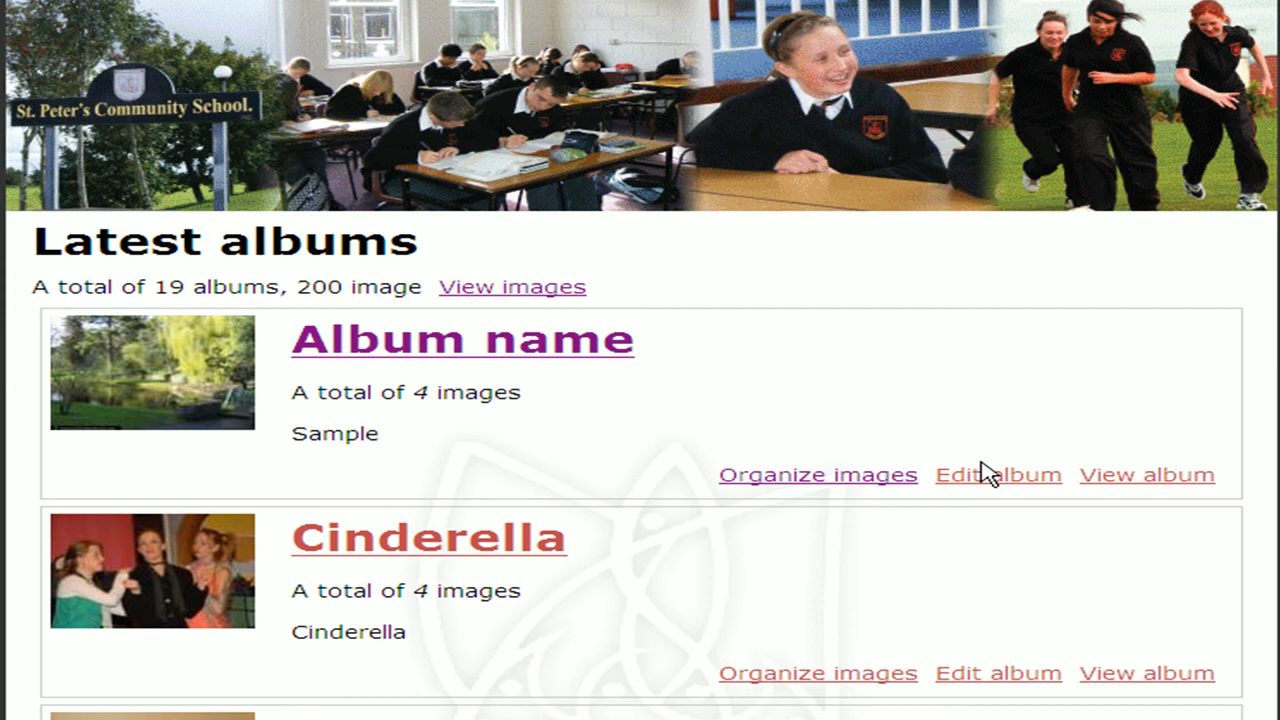 St. Peter's Community School.
Latest albums
A total of 19 albums, 200 image View images
Album name
A total of 4 images
Sample
Organize images Edit album View album
Cinderella
A total of 4 images
Cinderella
Organize images Edit album View album